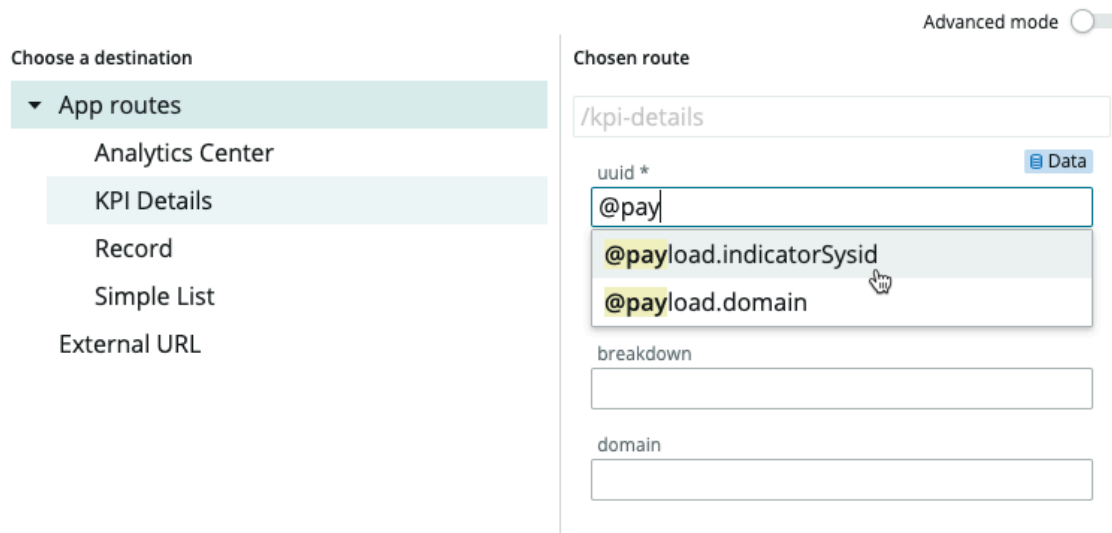 Advanced mode
Choose a destination
App routes
Analytics Center
KPI Details
Record
Simple List
External URL
Chosen route
/kpi-details
uuid *
Data
@pay
@payload.indicatorSysid
@payload.domain
breakdown
domain